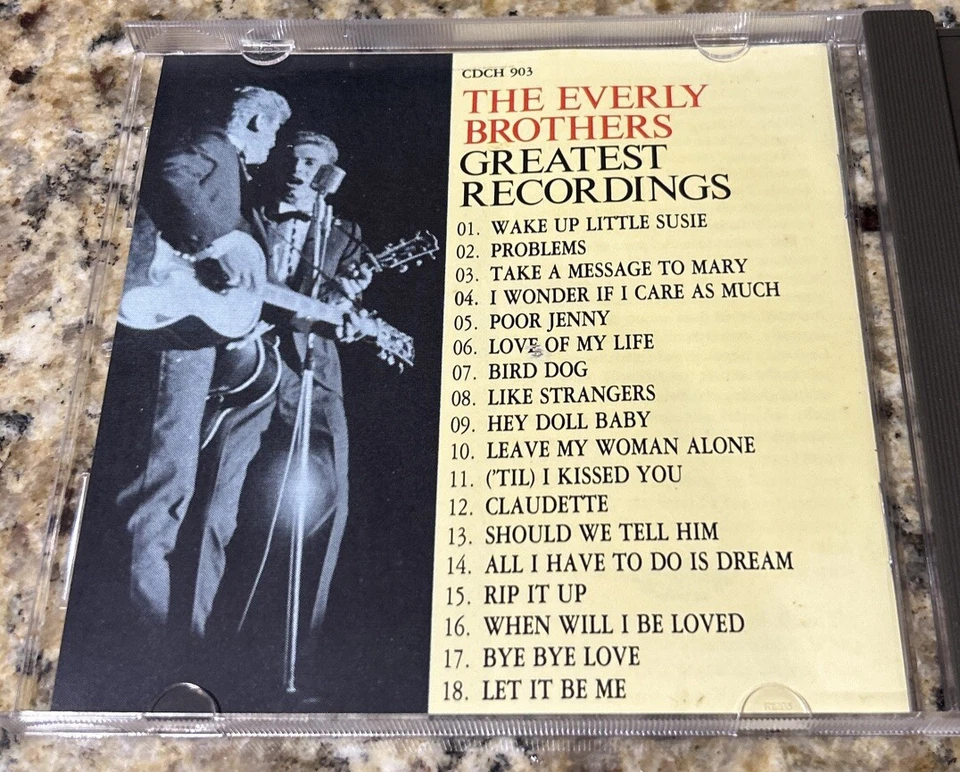 CDCH 903
THE EVERLY
BROTHERS
GREATEST
RECORDINGS
01. WAKE UP LITTLE SUSIE
02. PROBLEMS
03. TAKE A MESSAGE TO MARY
04. I WONDER IF I CARE AS MUCH
05. POOR JENNY
06. LOVE OF MY LIFE
07. BIRD DOG
08. LIKE STRANGERS
09. HEY DOLL BABY
10. LEAVE MY WOMAN ALONE
11. ('TIL) I KISSED YOU
12. CLAUDETTE
13. SHOULD WE TELL HIM
14. ALL I HAVE TO DO IS DREAM
15. RIP IT UP
16. WHEN WILL I BE LOVED
17. BYE BYE LOVE
18. LET IT BE ME